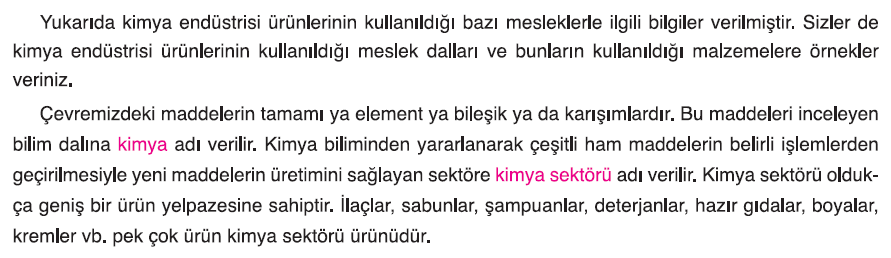 Yukarıda kimya endüstrisi ürünlerinin kullanıldığı bazı mesleklerle ilgili bilgiler verilmiştir. Sizler de
kimya endüstrisi ürünlerinin kullanıldığı meslek dalları ve bunların kullanıldığı malzemelere örnekler
veriniz.
Çevremizdeki maddelerin tamamı ya element ya bileşik ya da karışımlardır. Bu maddeleri inceleyen
bilim dalına kimya adı verilir. Kimya biliminden yararlanarak çeşitli ham maddelerin belirli işlemlerden
geçirilmesiyle yeni maddelerin üretimini sağlayan sektöre kimya sektörü adı verilir. Kimya sektörü olduk-
ça geniş bir ürün yelpazesine sahiptir. İlaçlar, sabunlar, şampuanlar, deterjanlar, hazır gıdalar, boyalar,
kremler vb. pek çok ürün kimya sektörü ürünüdür.